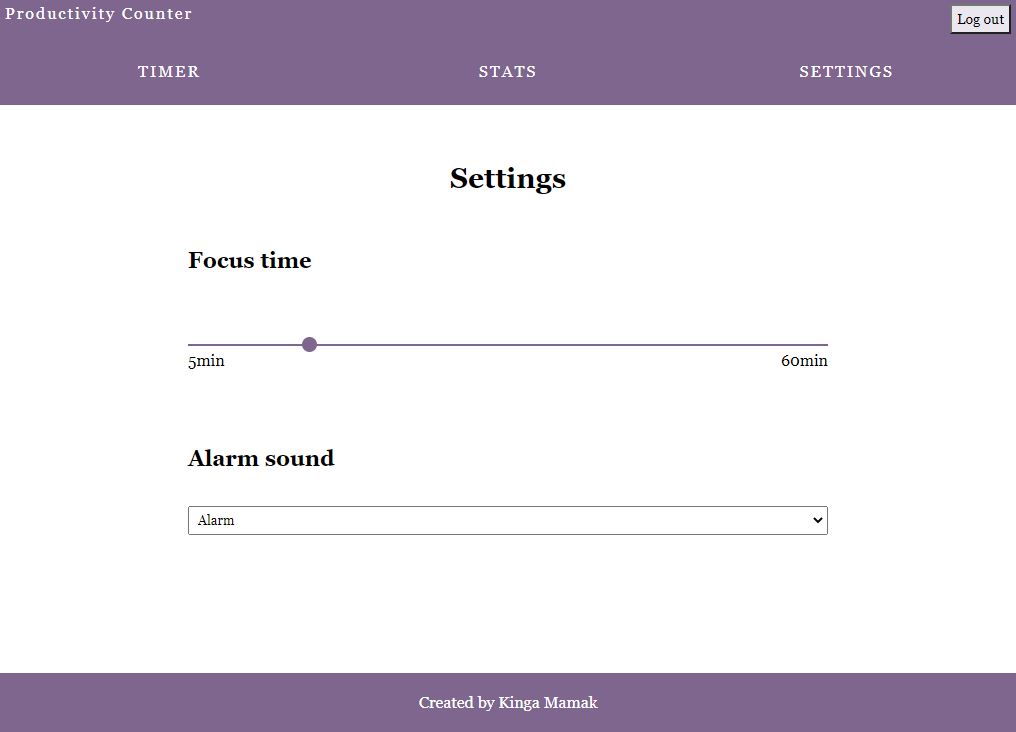 Productivity Counter
Log out
TIMER STATS SETTINGS
Settings
Focus time
5min 60min
Alarm sound
Alarm
Created by Kinga Mamak